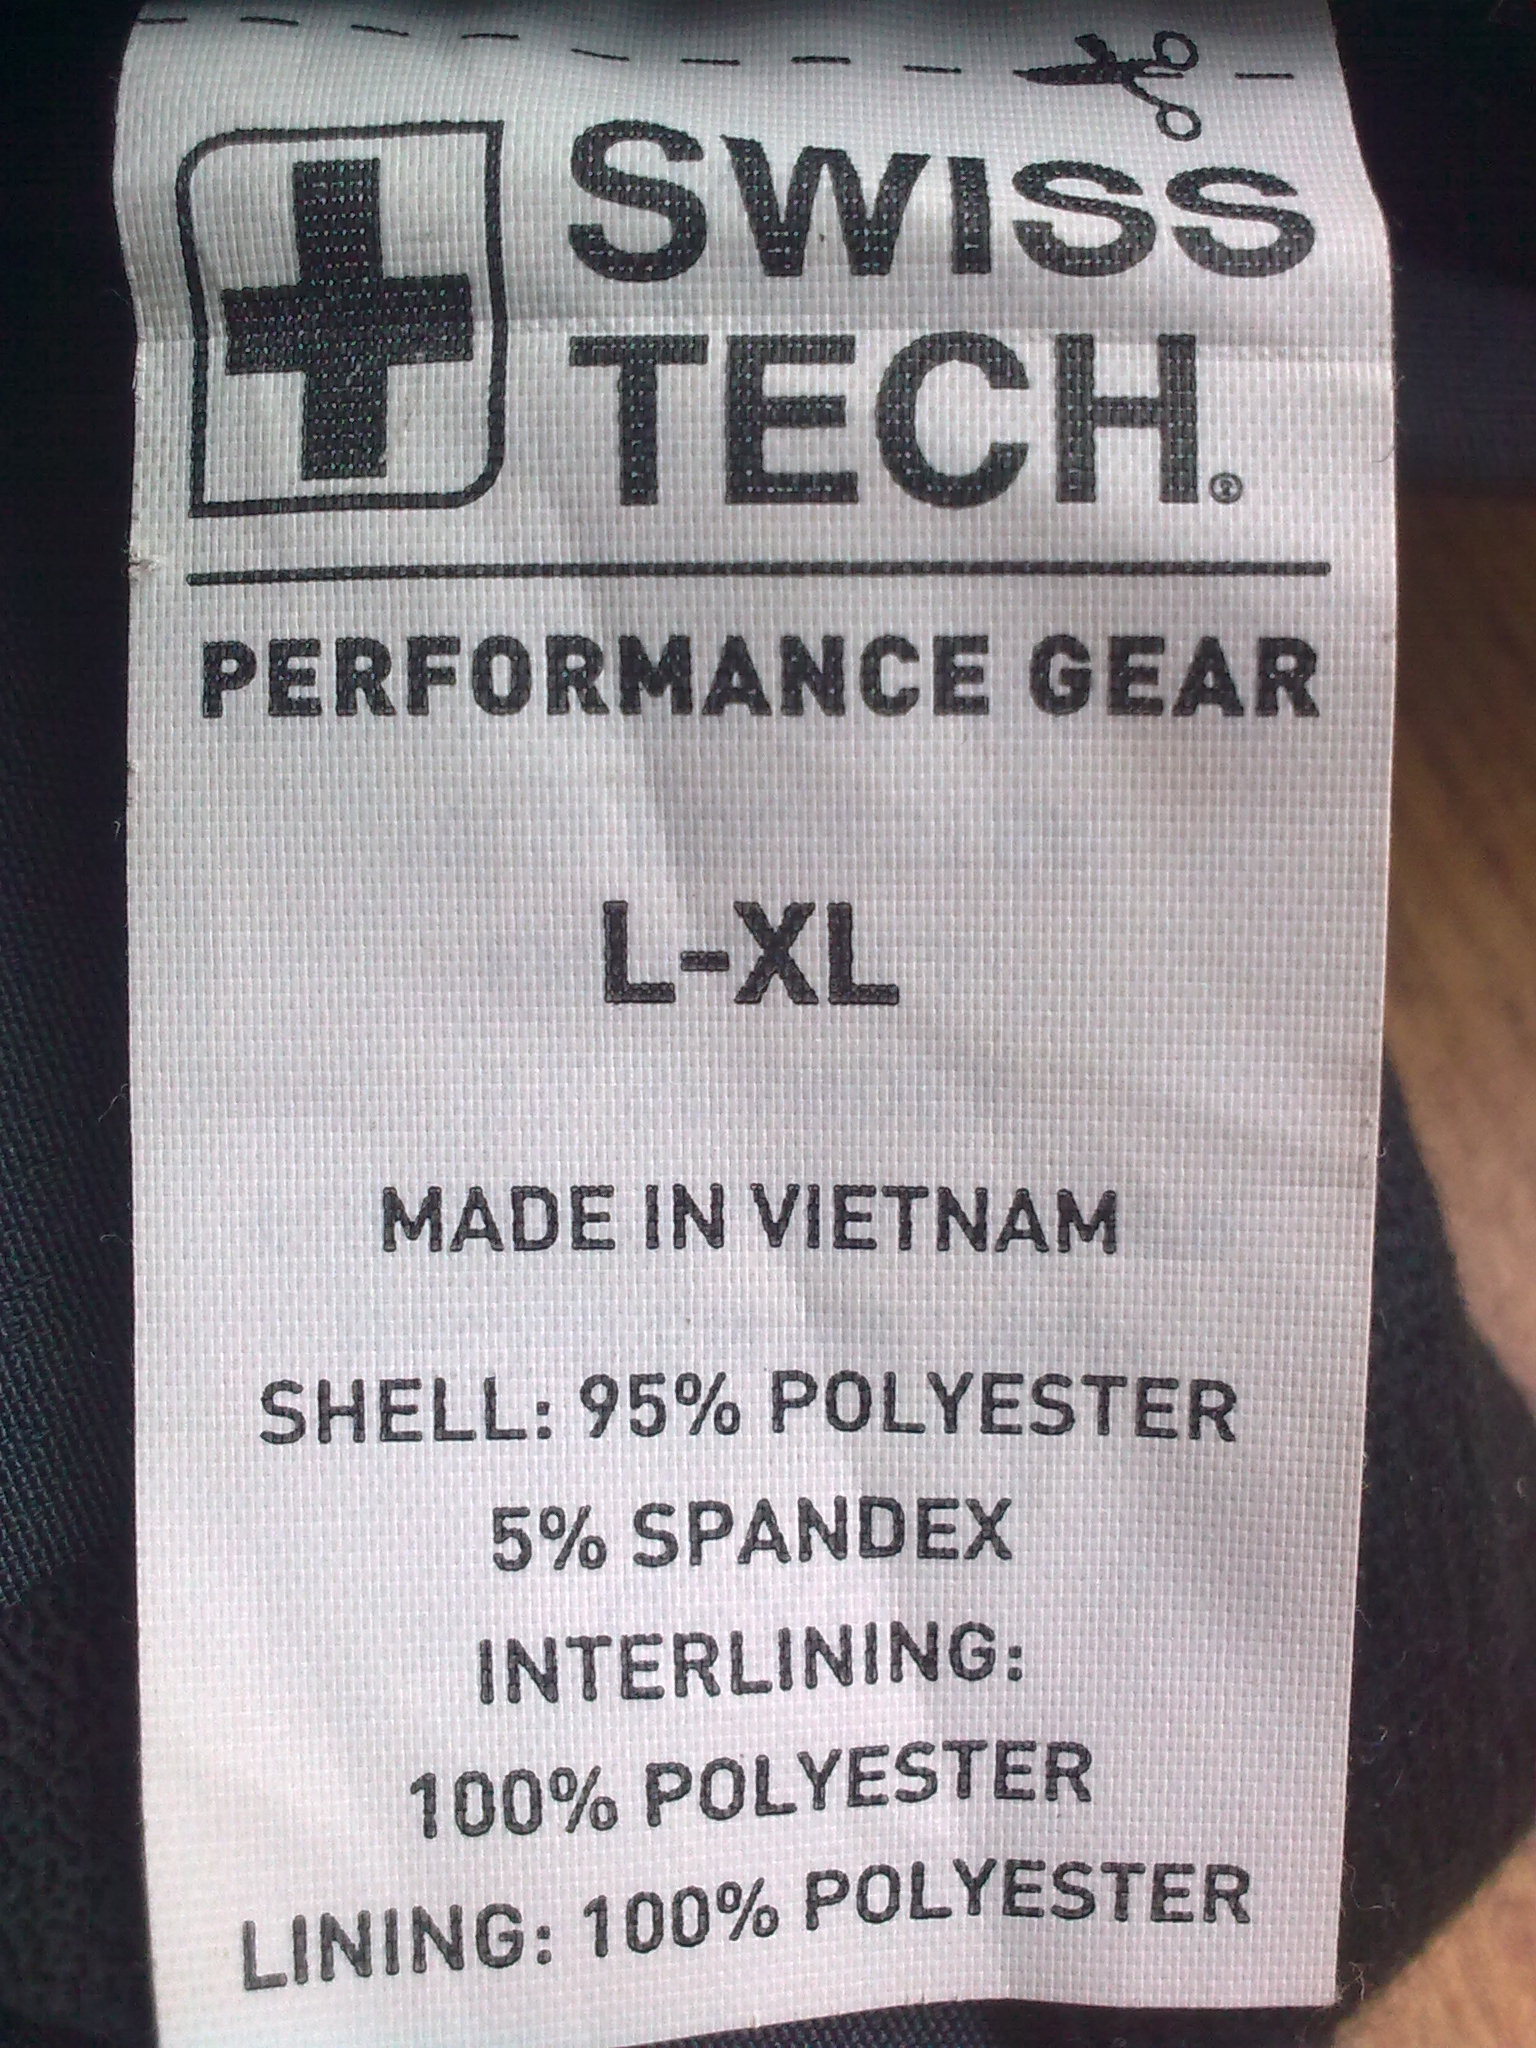 SWISS
TECH®
PERFORMANCE GEAR
L-XL
MADE IN VIETNAM
SHELL: 95% POLYESTER
5% SPANDEX
INTERLINING:
100% POLYESTER
LINING: 100% POLYESTER